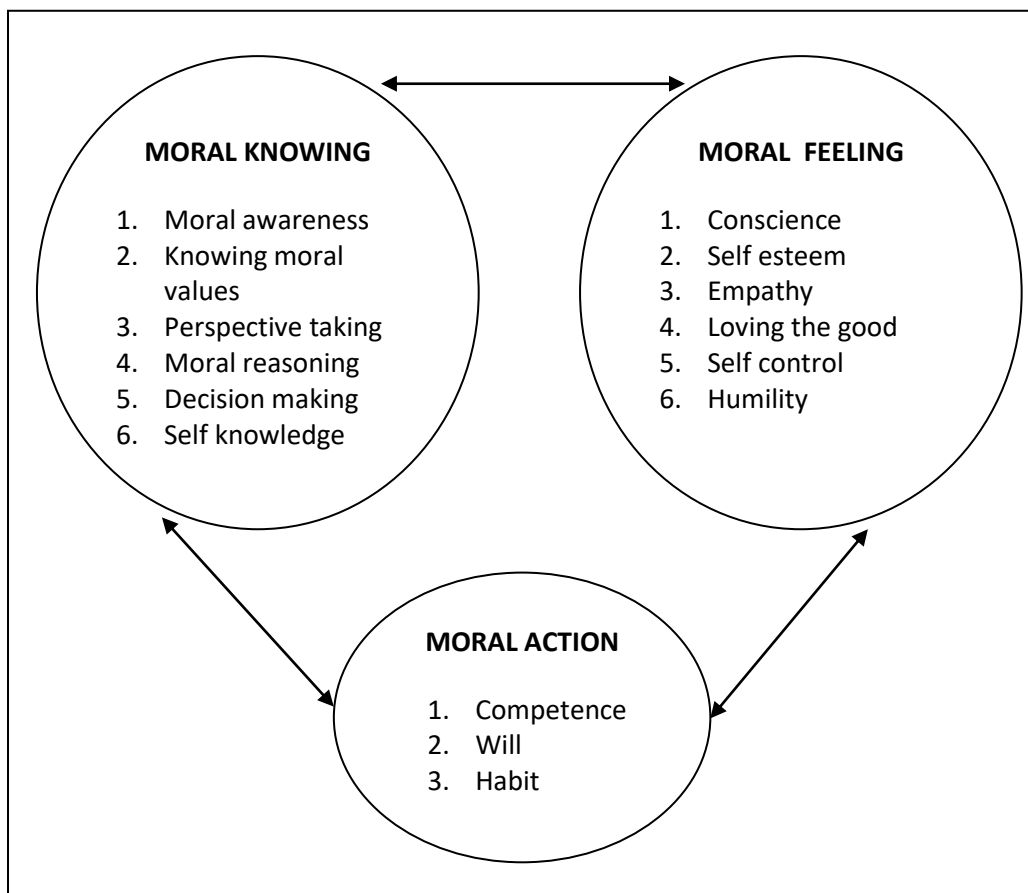 MORAL KNOWING
1. Moral awareness
2. Knowing moral
values
3. Perspective taking
4. Moral reasoning
5. Decision making
6. Self knowledge
MORAL  FEELING
1. Conscience
2. Self esteem
3. Empathy
4. Loving the good
5. Self control
6. Humility
MORAL ACTION
1. Competence
2. Will
3. Habit